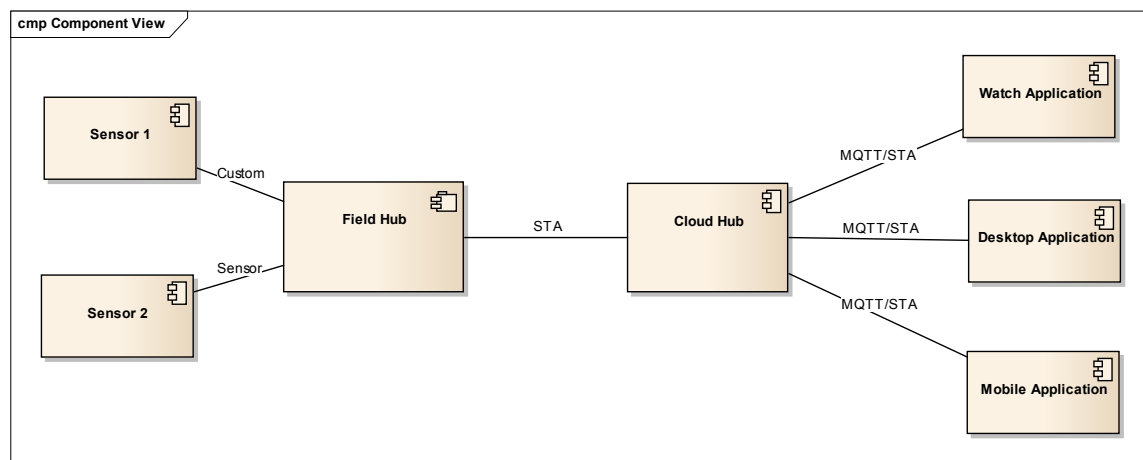 cmp Component View
Sensor 1
Custom
Sensor 2
Sensor
Field Hub
STA
Cloud Hub
MQTT/STA
Watch Application
MQTT/STA
Desktop Application
MQTT/STA
Mobile Application